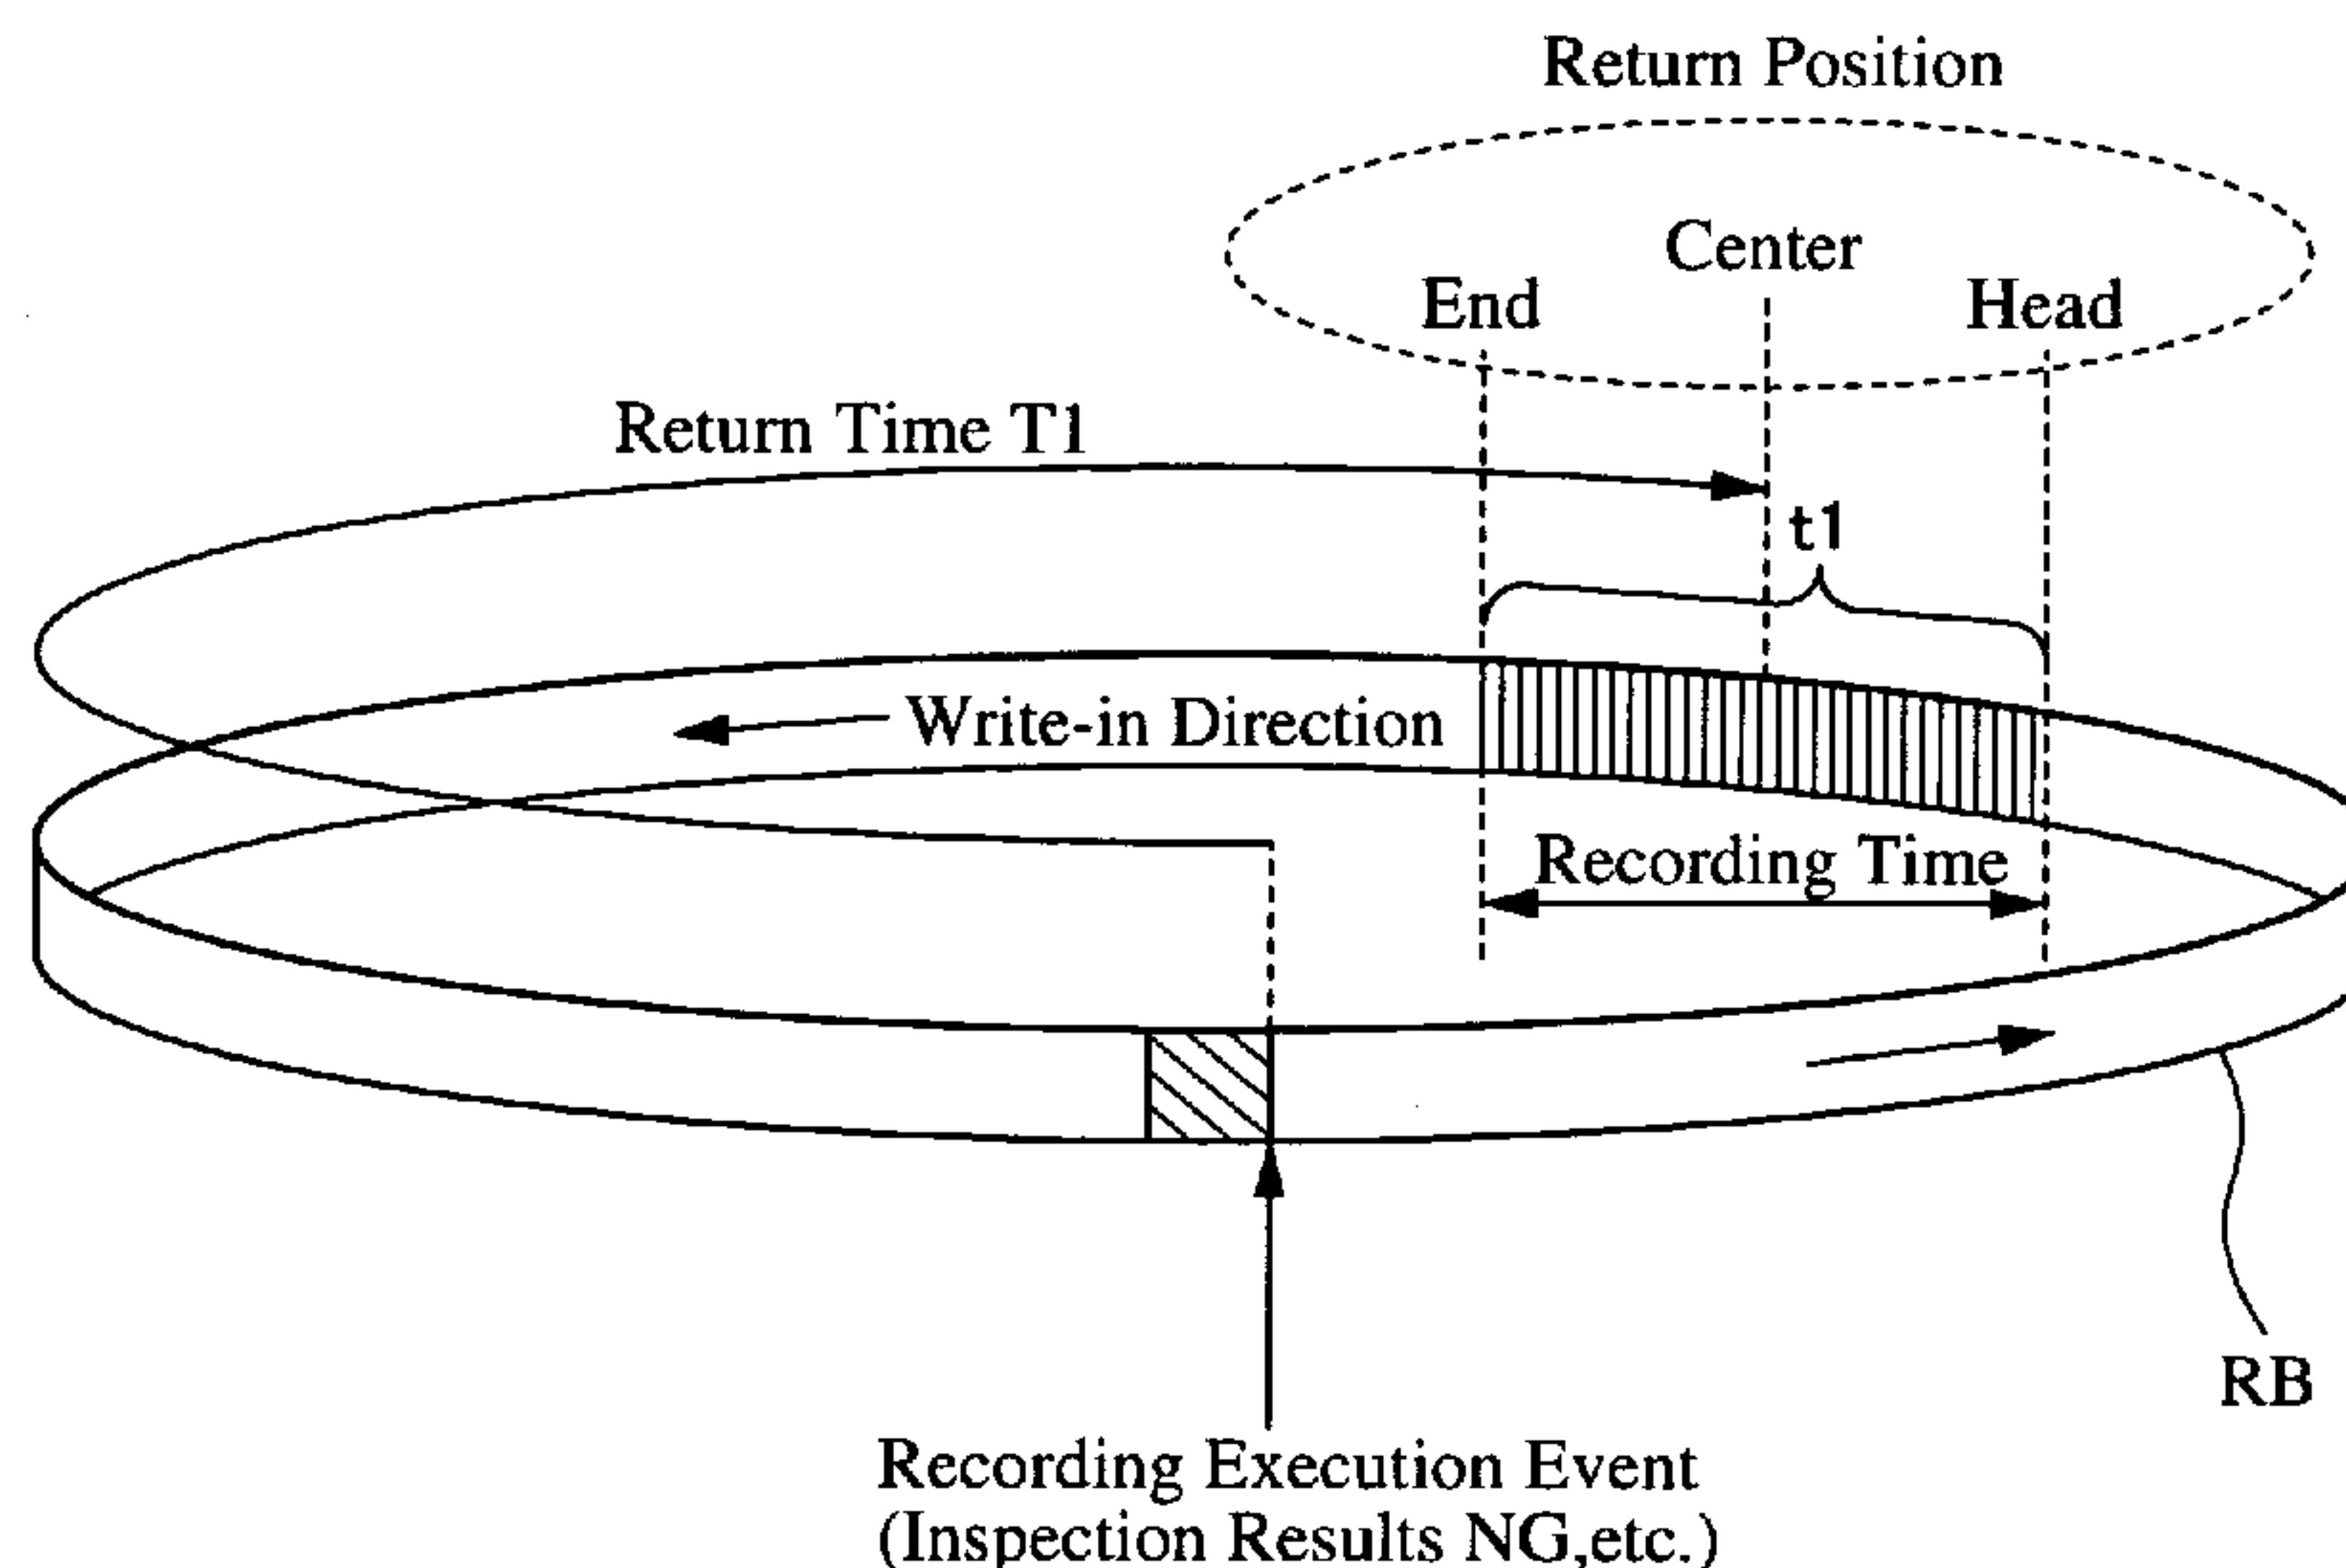 Return Position
Center
End
Head
Return Time T1
t1
Write-in Direction
Recording Time
RB
Recording Execution Event
(Inspection Results NG,etc.)